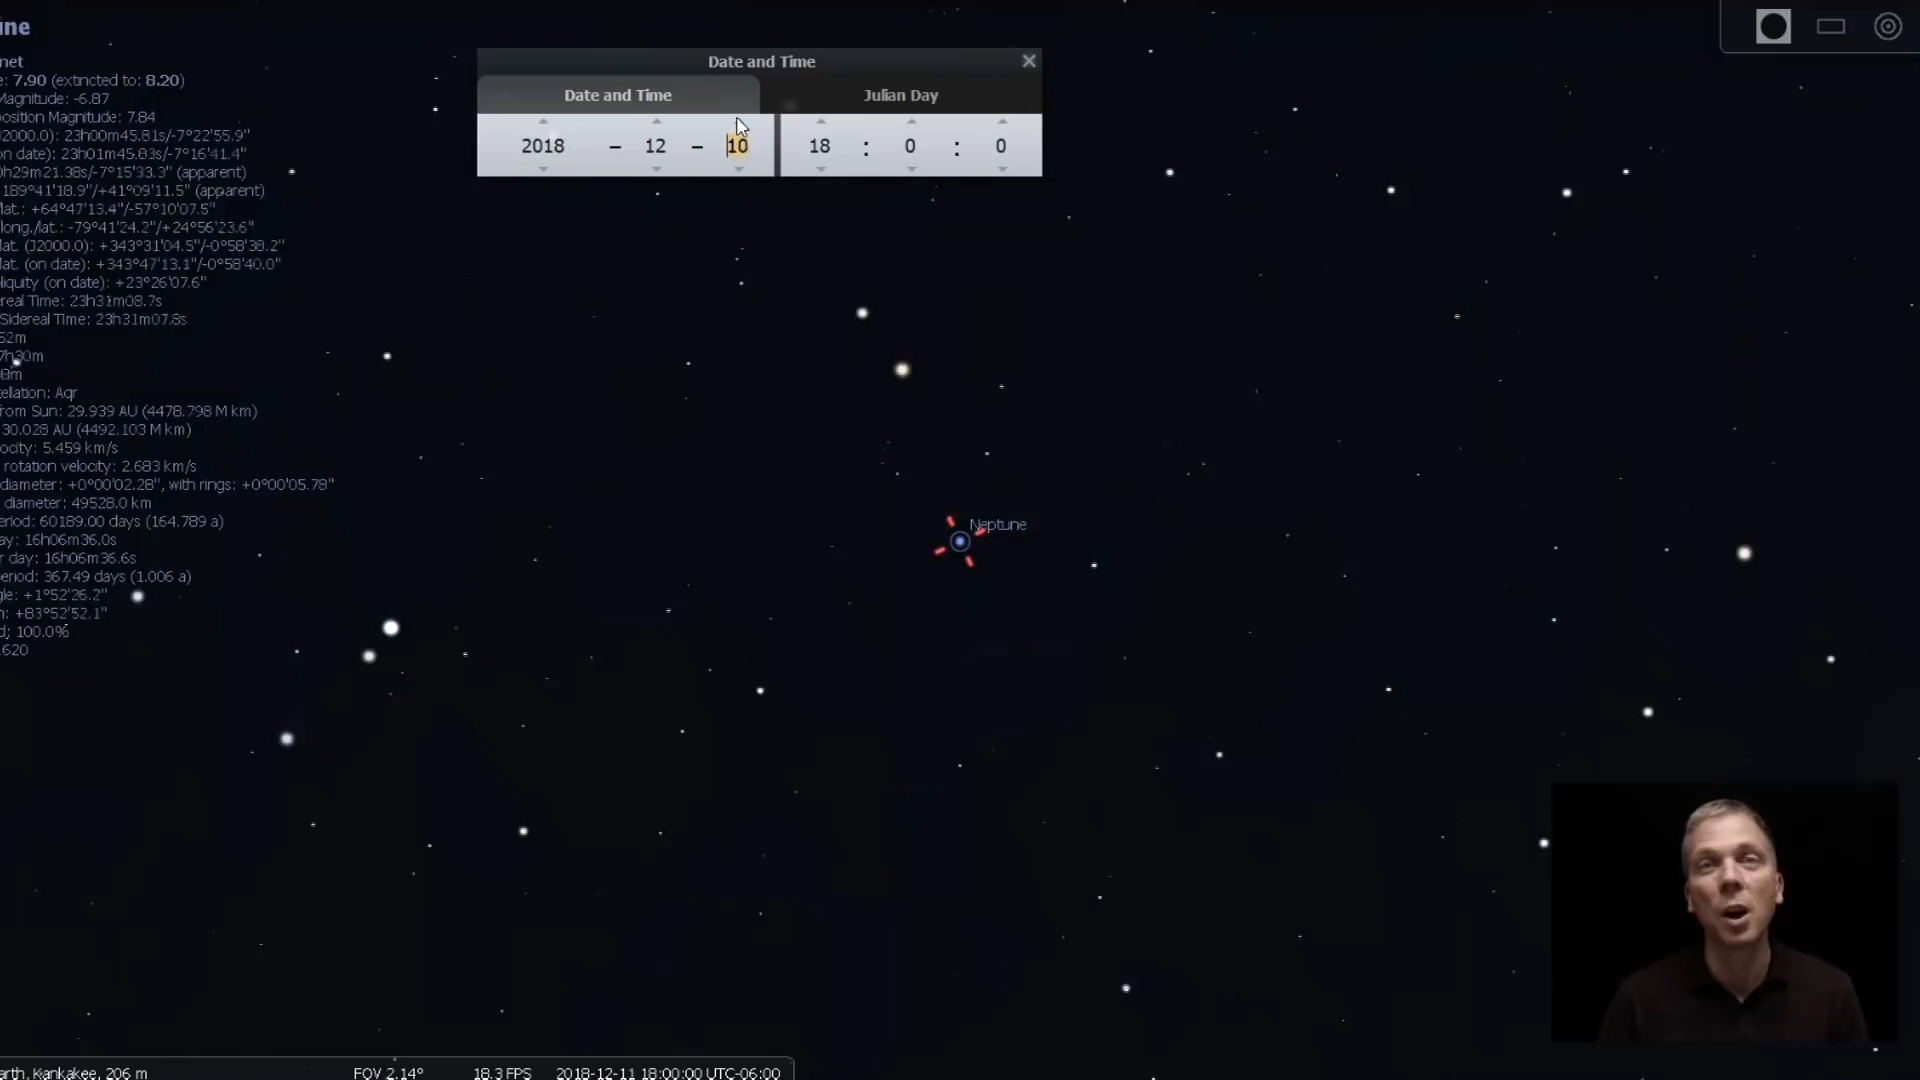 ine
net
e: 7.90 (extincted to: 8.20)
Magnitude: -6.87
osition Magnitude: 7.84
J2000.0): 23h00m45.81s/-7°22'55.9"
on date): 23h01m45.83s/-7°16'41.4"
0h29m21.38s/-7°15'33.3" (apparent)
189°41'18.9"/+41°09'11.5" (apparent)
lat.: +64°47'13.4"/-57°10'07.5"
long./lat.: -79°41'24.2"/+24°56'23.6"
lat. (J2000.0): +343°31'04.5"/-0°58'38.2"
lat. (on date): +343°47'13.1"/-0°58'40.0"
liquity (on date): +23°26'07.6"
ereal Time: 23h31m08.7s
Sidereal Time: 23h31m07.8s
52m
7h30m
8m
tellation: Aqr
rom Sun: 29.939 AU (4478.798 M km)
30.028 AU (4492.103 M km)
ocity: 5.459 km/s
rotation velocity: 2.683 km/s
diameter: +0°00'02.28", with rings: +0°00'05.78"
diameter: 49528.0 km
eriod: 60189.00 days (164.789 a)
ay: 16h06m36.0s
r day: 16h06m36.6s
eriod: 367.49 days (1.006 a)
gle: +1°52'26.2"
n: +83°52'52.1"
d: 100.0%
.620
Date and Time
Date and Time Julian Day
2018 - 12 - 10 18 : 0 : 0
Neptune
arth, Kankakee, 206 m FOV 2.14° 18.3 FPS 2018-12-11 18:00:00 UTC-06:00